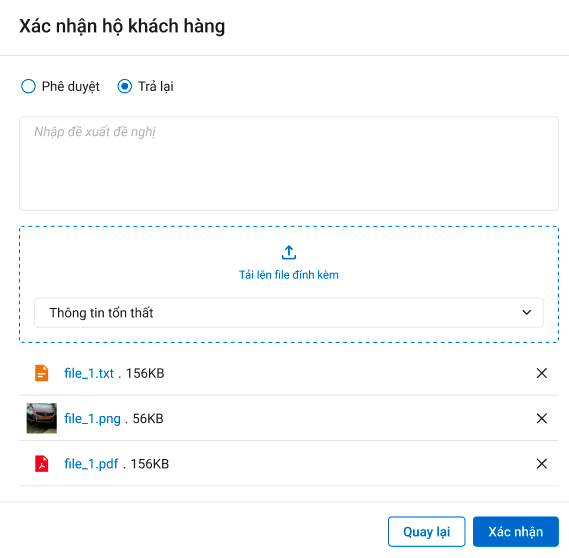 Xác nhận hộ khách hàng
Phê duyệt Trả lại
Nhập đề xuất đề nghị
Tải lên file đính kèm
Thông tin tổn thất
file_1.txt . 156KB
file_1.png . 56KB
file_1.pdf . 156KB
Quay lại Xác nhận